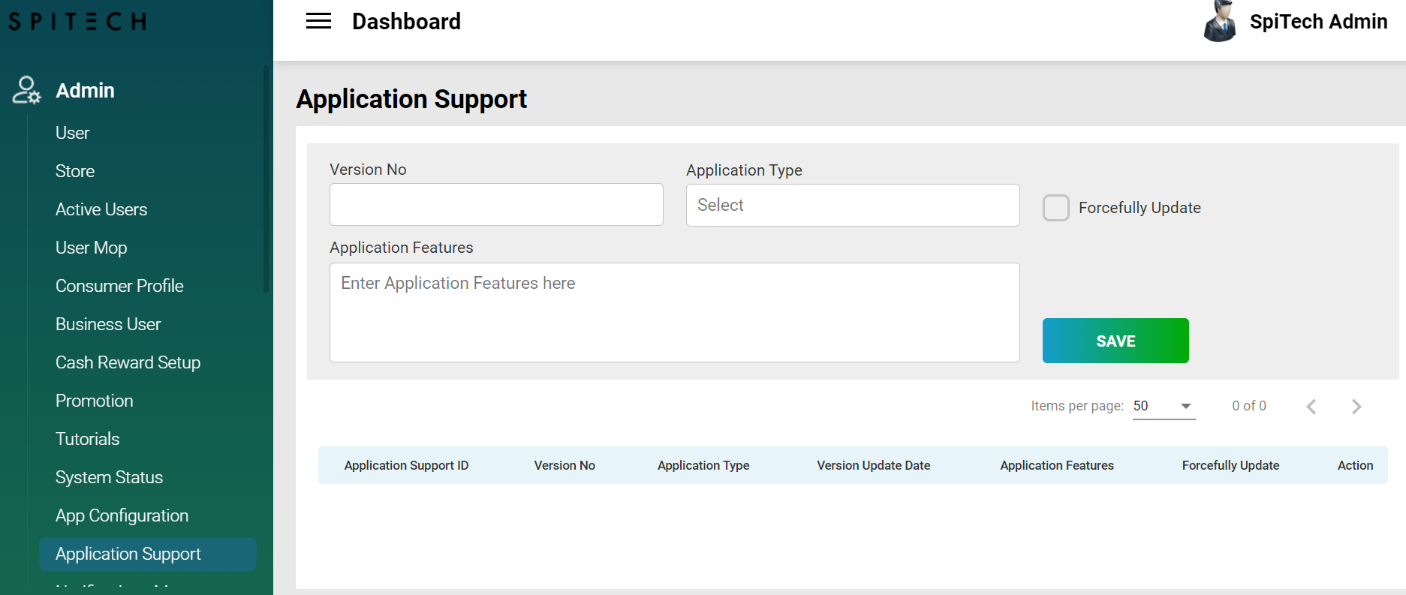 SPITECH
Dashboard
SpiTech Admin
Admin
User
Store
Active Users
User Mop
Consumer Profile
Business User
Cash Reward Setup
Promotion
Tutorials
System Status
App Configuration
Application Support
Application Support
Version No
Application Type
Select
Forcefully Update
Application Features
Enter Application Features here
SAVE
Items per page: 50 0 of 0
Application Support ID Version No Application Type Version Update Date Application Features Forcefully Update Action